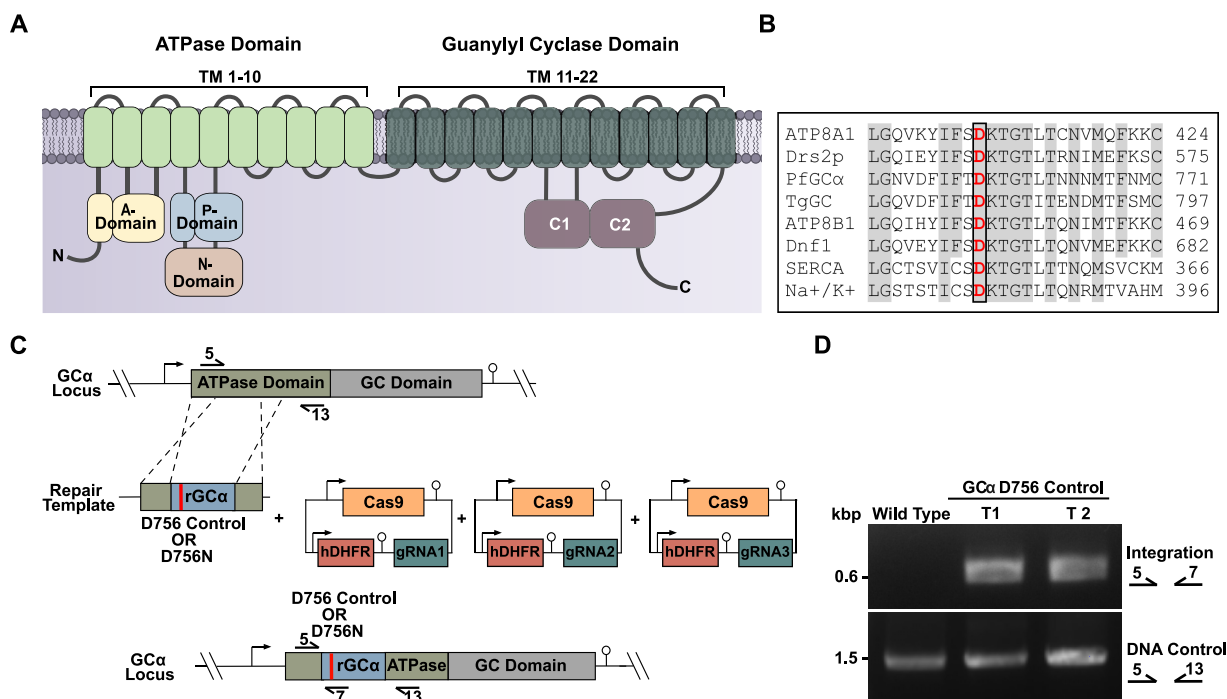 A
ATPase Domain
Guanylyl Cyclase Domain
TM 1-10
TM 11-22
A-
Domain
P-
Domain
N-
Domain
N
C1
C2
C
B
ATP8A1 LGQVKYIFSDKTGTLTCNVMQFKKC 424
Drs2p LGQIEYIFSDKTGTLTRNIMEFKSC 575
PfGCα LGNVDFIFTDKTGTLTNNNMTFNMC 771
TgGC LGQVDFIFTDKTGTITENDMTFSMC 797
ATP8B1 LGQIHYIFSDKTGTLTQNIMTFKKC 469
Dnf1 LGQVEYIFSDKTGTLTQNVMEFKKC 682
SERCA LGCTSVICSDKTGTLTTNQMSVCKM 366
Na+/K+ LGSTSTICSDKTGTLTQNRMTVAHM 396
C
GCα
Locus
5
ATPase Domain
GC Domain
13
Repair
Template
rGCα
D756 Control
OR
D756N
+
Cas9
hDHFR
gRNA1
+
Cas9
hDHFR
gRNA2
+
Cas9
hDHFR
gRNA3
D756 Control
OR
D756N
GCα
Locus
5
rGCα
ATPase
GC Domain
7
13
D
GCα D756 Control
kbp
Wild Type
T1
T 2
0.6
Integration
5
7
1.5
DNA Control
5
13